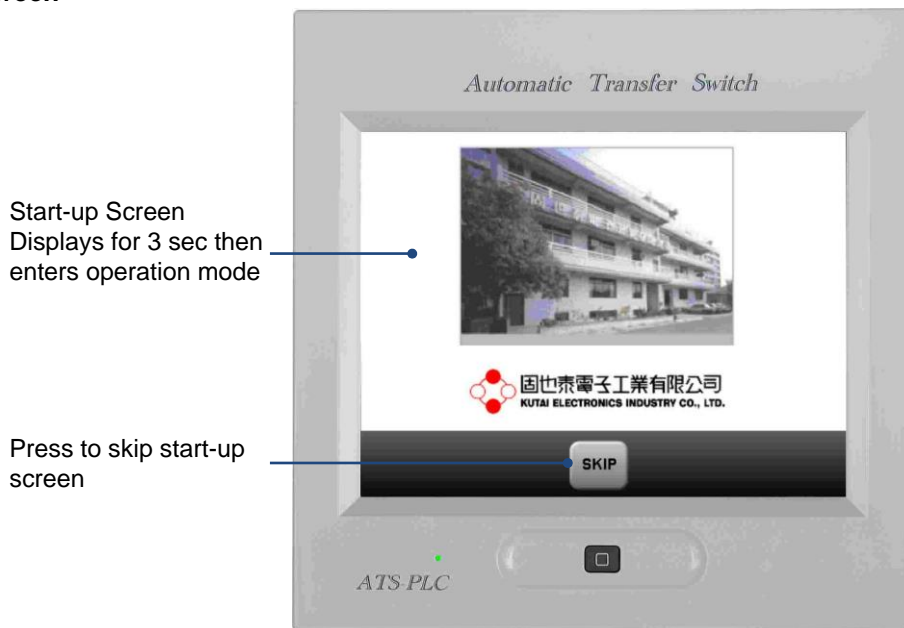 Automatic Transfer Switch
Start-up Screen
Displays for 3 sec then
enters operation mode
固也泰電子工業有限公司
KUTAI ELECTRONICS INDUSTRY CO., LTD.
Press to skip start-up
screen
SKIP
ATS-PLC